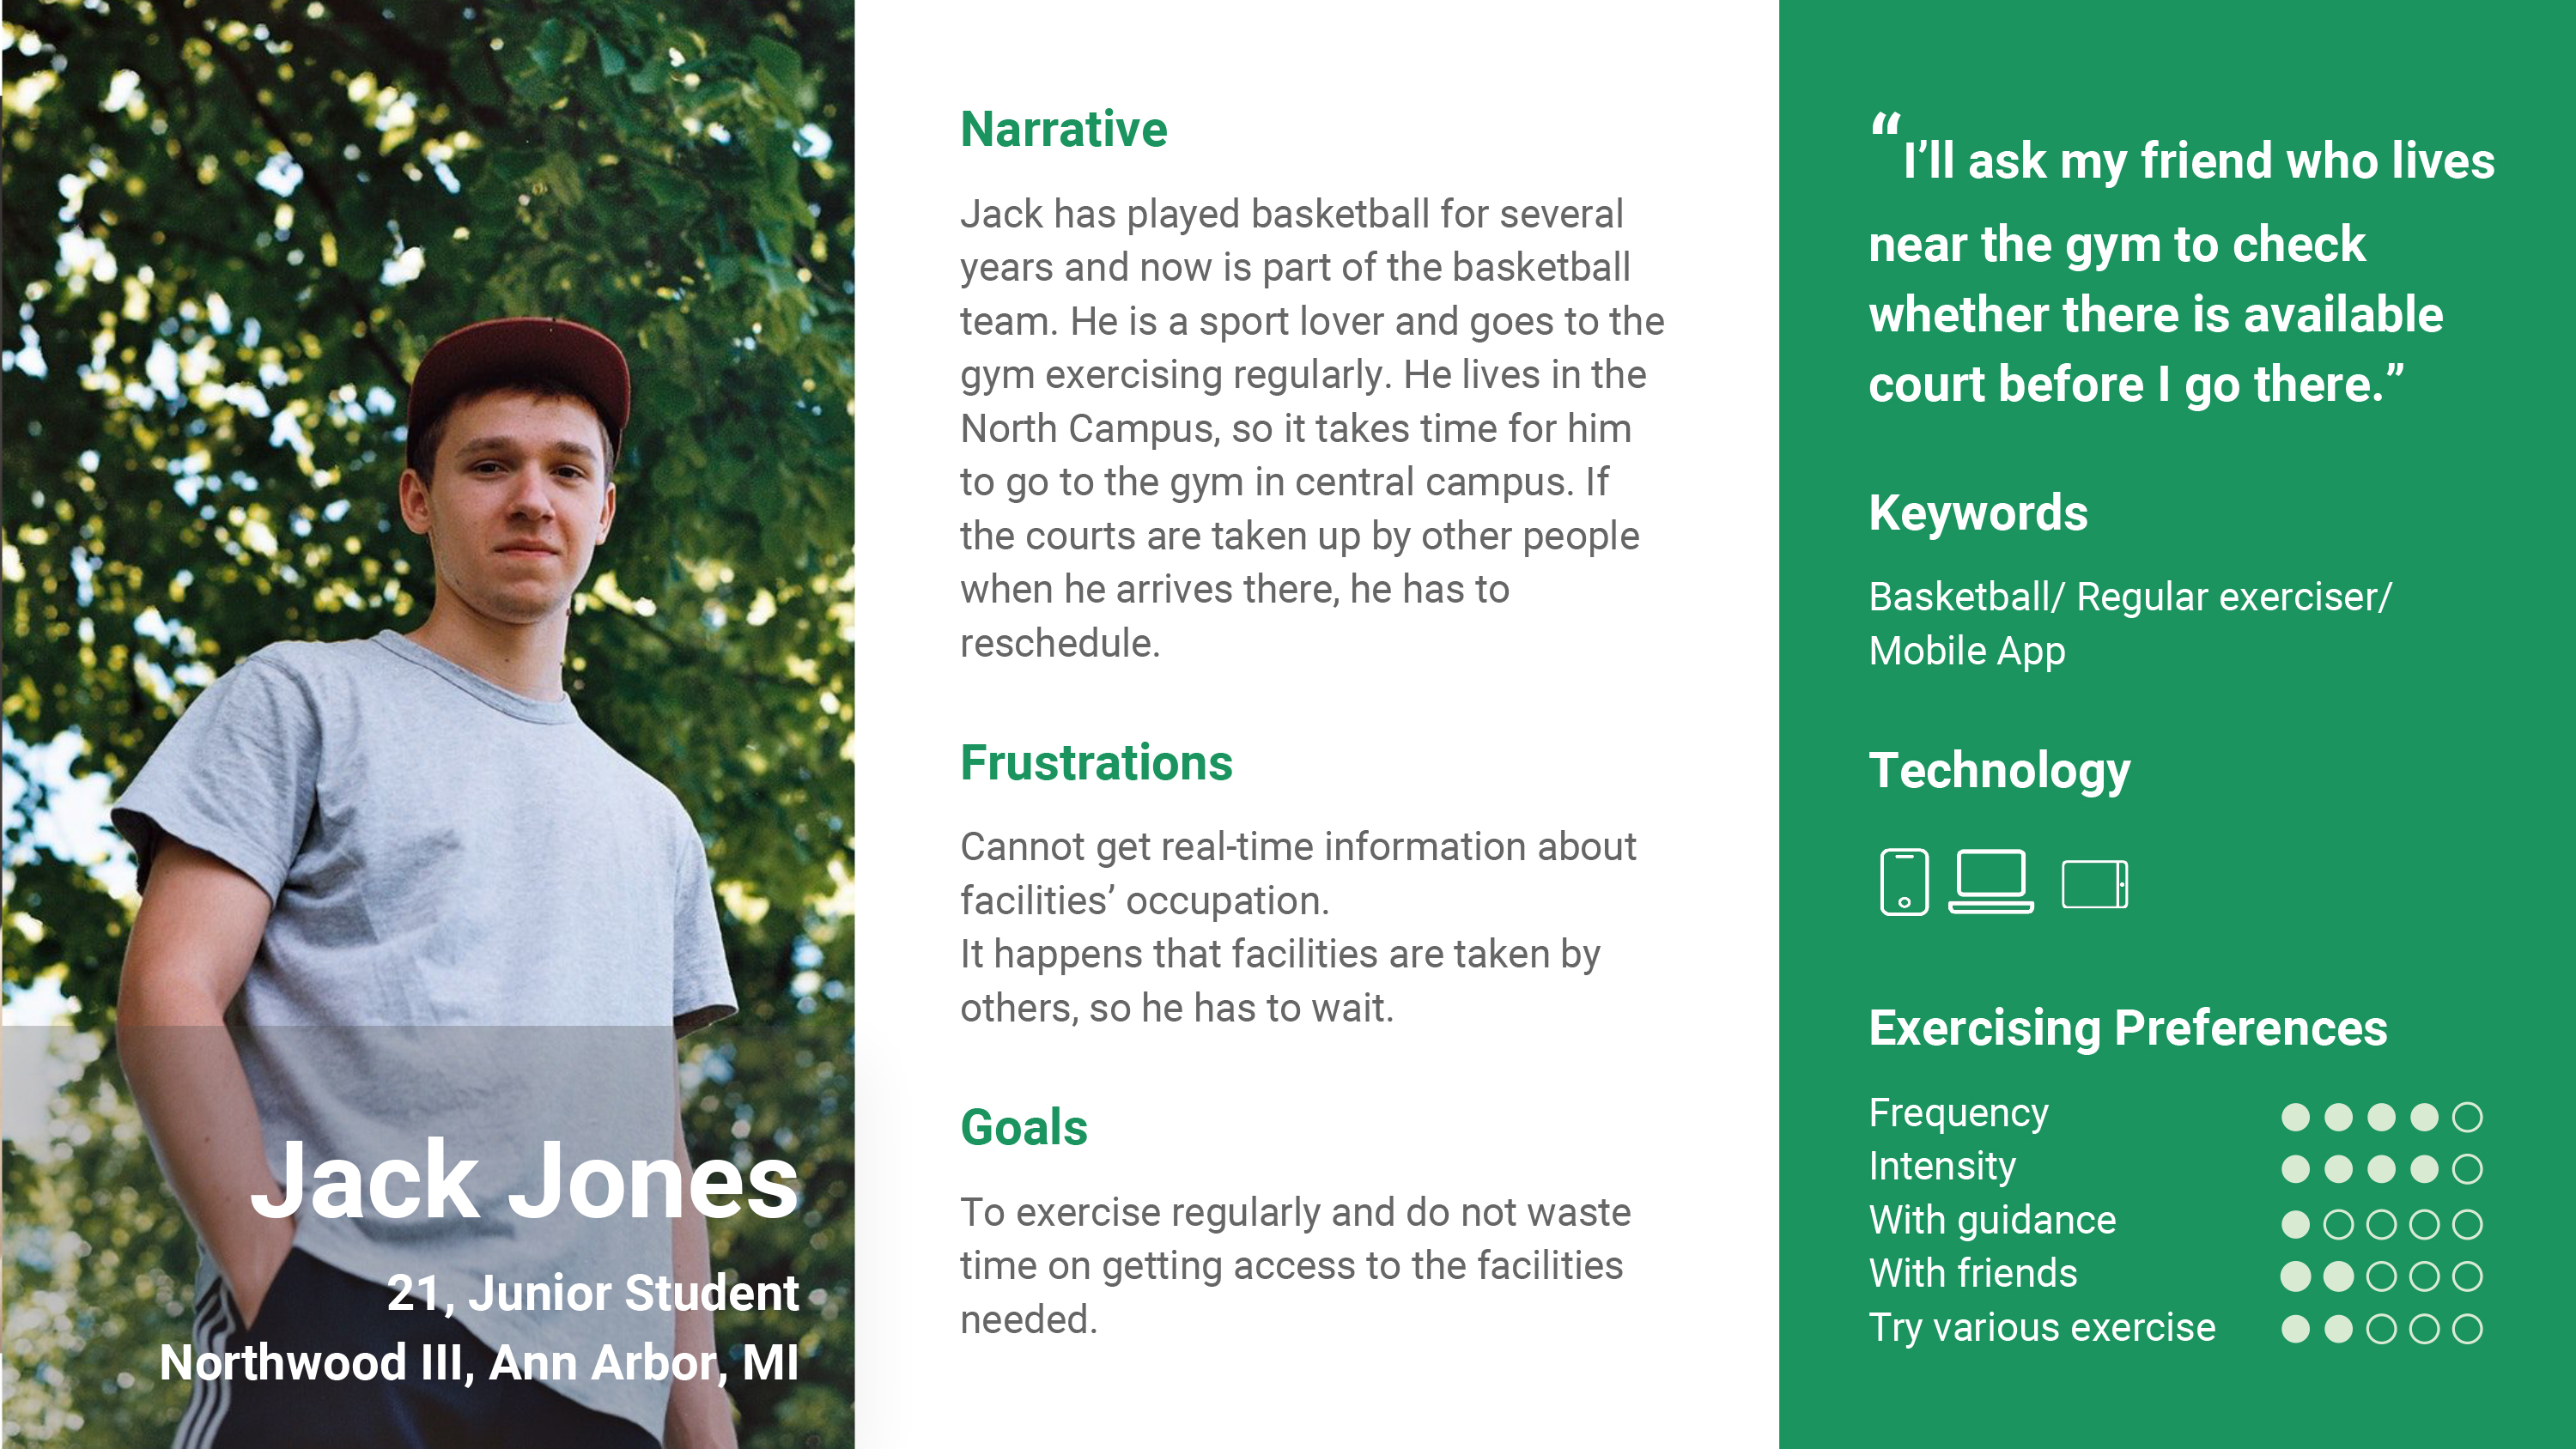 Jack Jones
21, Junior Student
Northwood III, Ann Arbor, MI
Narrative
Jack has played basketball for several
years and now is part of the basketball
team. He is a sport lover and goes to the
gym exercising regularly. He lives in the
North Campus, so it takes time for him
to go to the gym in central campus. If
the courts are taken up by other people
when he arrives there, he has to
reschedule.
Frustrations
Cannot get real-time information about
facilities’ occupation.
It happens that facilities are taken by
others, so he has to wait.
Goals
To exercise regularly and do not waste
time on getting access to the facilities
needed.
“I’ll ask my friend who lives
near the gym to check
whether there is available
court before I go there.”
Keywords
Basketball/ Regular exerciser/
Mobile App
Technology
Exercising Preferences
Frequency
Intensity
With guidance
With friends
Try various exercise